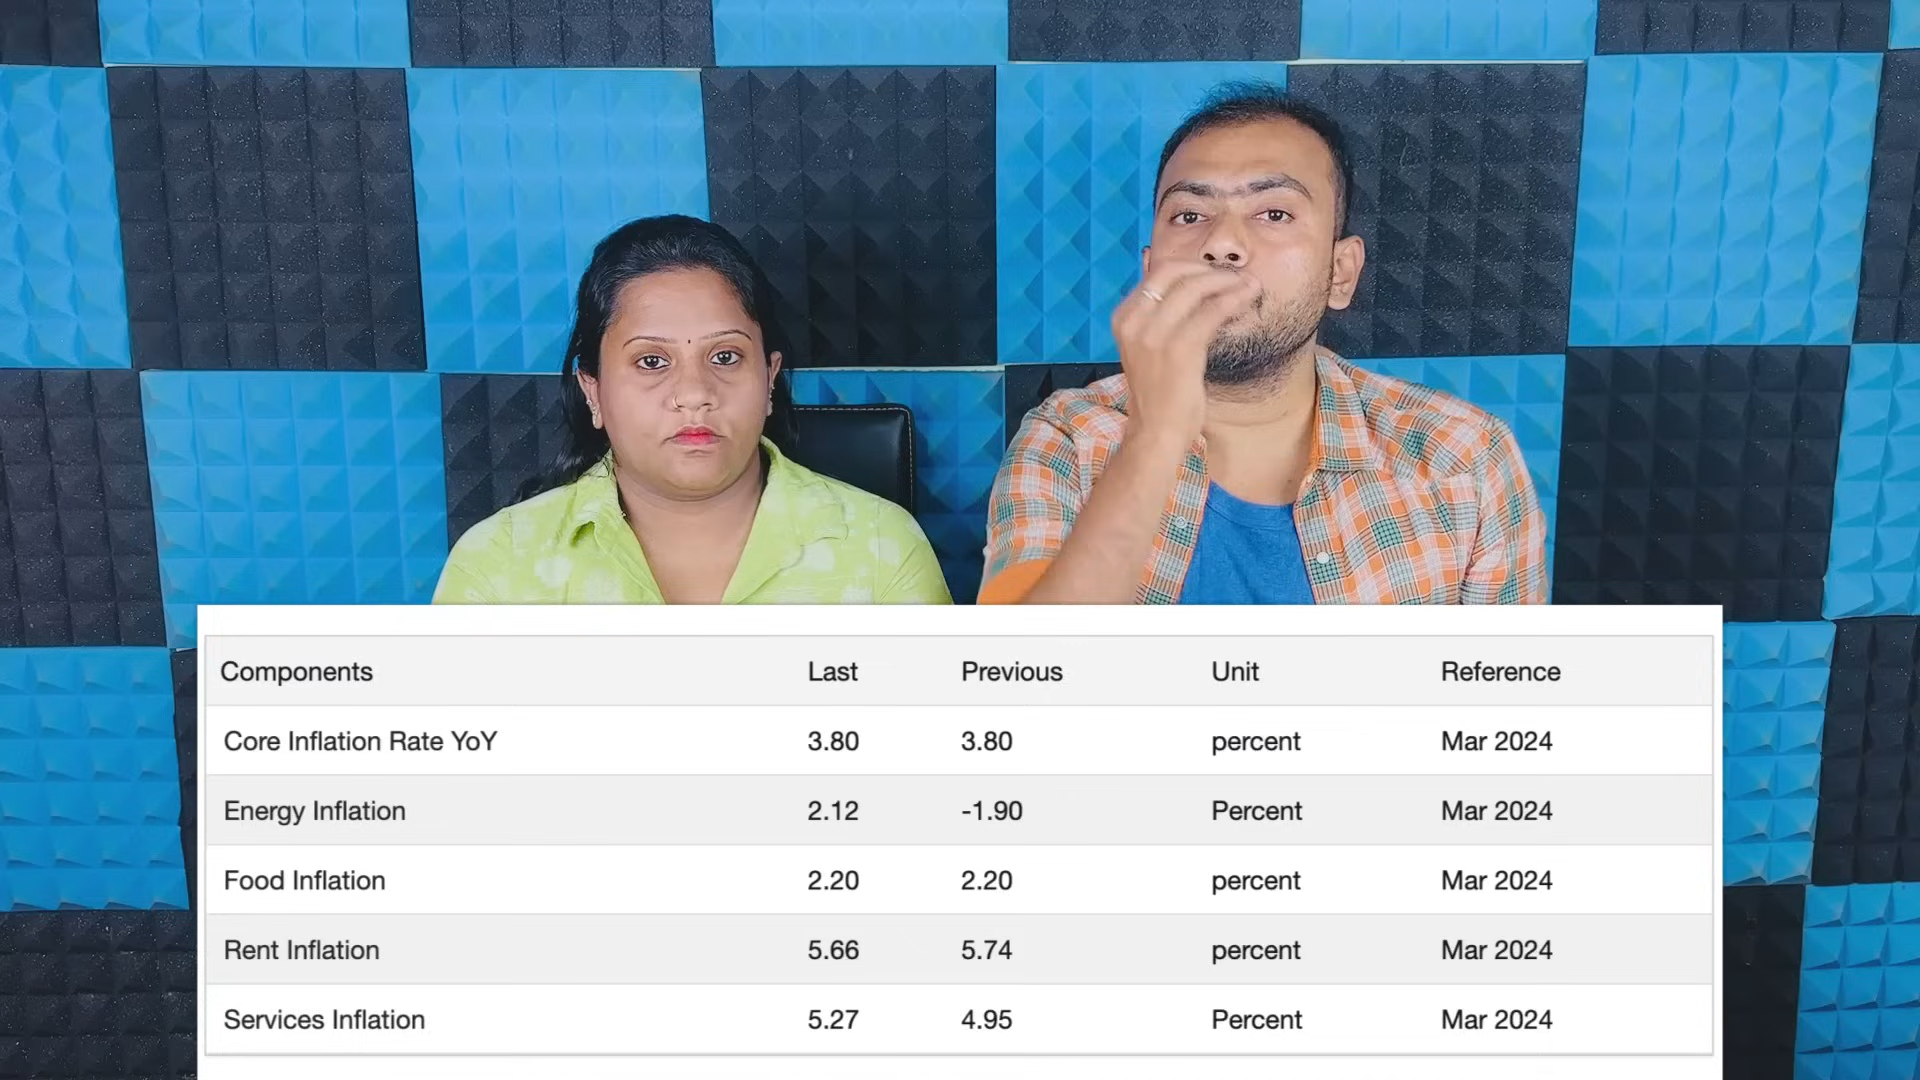 Components Last Previous Unit Reference
Core Inflation Rate YoY 3.80 3.80 percent Mar 2024
Energy Inflation 2.12 -1.90 Percent Mar 2024
Food Inflation 2.20 2.20 percent Mar 2024
Rent Inflation 5.66 5.74 percent Mar 2024
Services Inflation 5.27 4.95 Percent Mar 2024